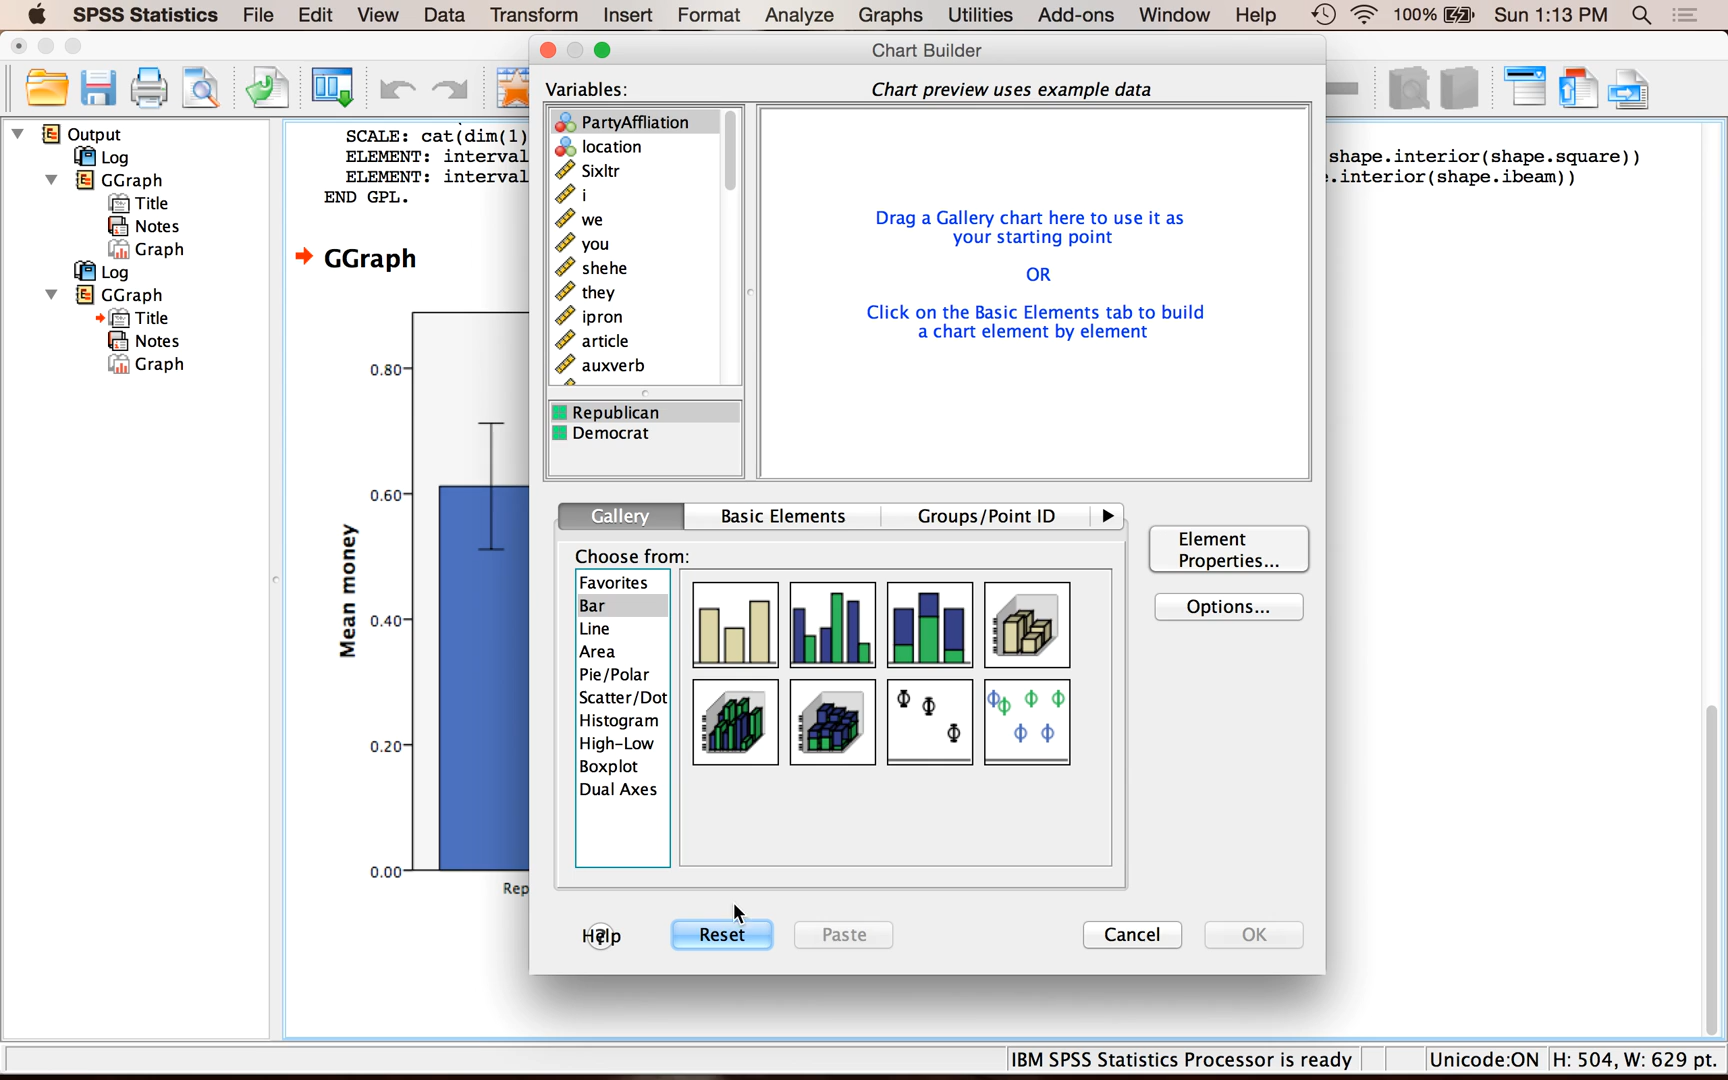 SPSS Statistics File Edit View Data Transform Insert Format Analyze Graphs Utilities Add-ons Window Help 100% Sun 1:13 PM
Chart Builder
Variables:
Chart preview uses example data
Output
Log
GGraph
Title
Notes
Graph
Log
GGraph
Title
Notes
Graph
SCALE: cat(dim(1)
ELEMENT: interval
ELEMENT: interval
END GPL.
shape.interior(shape.square))
.interior(shape.ibeam))
GGraph
Mean money
0.80
0.60
0.40
0.20
0.00
Rep
PartyAffliation
location
Sixltr
i
we
you
shehe
they
ipron
article
auxverb
Republican
Democrat
Drag a Gallery chart here to use it as
your starting point
OR
Click on the Basic Elements tab to build
a chart element by element
Gallery Basic Elements Groups/Point ID
Choose from:
Favorites
Bar
Line
Area
Pie/Polar
Scatter/Dot
Histogram
High-Low
Boxplot
Dual Axes
Element
Properties...
Options...
Help Reset Paste Cancel OK
IBM SPSS Statistics Processor is ready Unicode:ON H: 504, W: 629 pt.